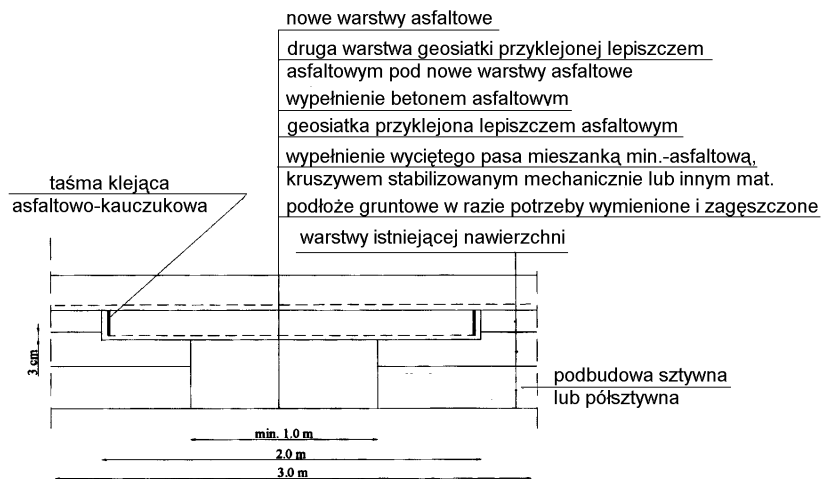 nowe warstwy asfaltowe
druga warstwa geosiatki przyklejonej lepiszczem
asfaltowym pod nowe warstwy asfaltowe
wypełnienie betonem asfaltowym
geosiatka przyklejona lepiszczem asfaltowym
wypełnienie wyciętego pasa mieszanką min.-asfaltową,
kruszywem stabilizowanym mechanicznie lub innym mat.
podłoże gruntowe w razie potrzeby wymienione i zagęszczone
warstwy istniejącej nawierzchni
taśma klejąca
asfaltowo-kauczukowa
3 cm
podbudowa sztywna
lub półsztywna
min. 1.0 m
2.0 m
3.0 m